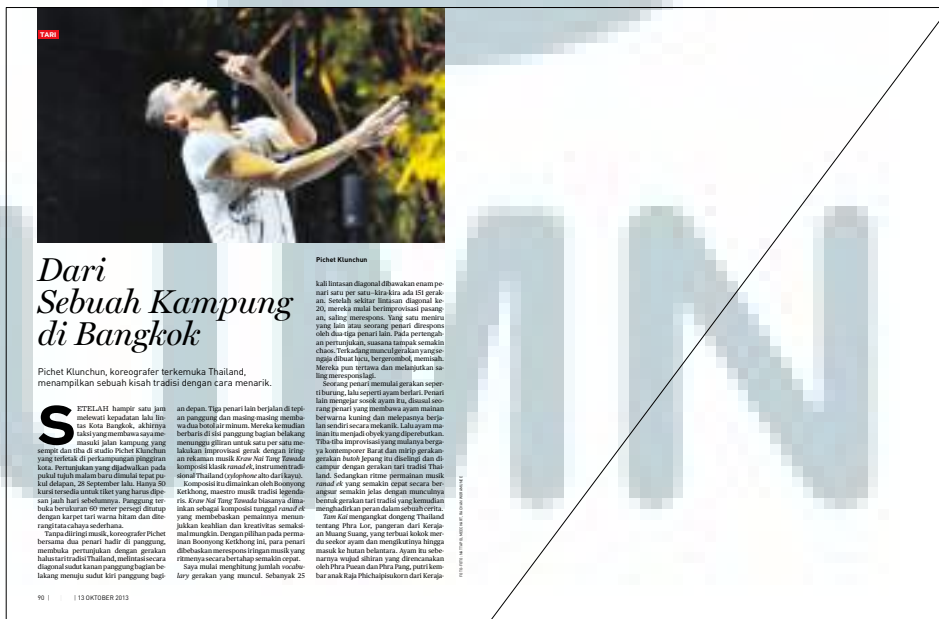 TARI
Dari
Sebuah Kampung
di Bangkok
Pichet Klunchun, koreografer terkemuka Thailand,
menampilkan sebuah kisah tradisi dengan cara menarik.
SETELAH hampir satu jam
melewati kepadatan lalu lin-
tas Kota Bangkok, akhirnya
taksi yang membawa saya me-
masuki jalan kampung yang
sempit dan tiba di studio Pichet Klunchun
yang terletak di perkampungan pinggiran
kota. Pertunjukan yang dijadwalkan pada
pukul tujuh malam baru dimulai tepat pu-
kul delapan, 28 September lalu. Hanya 50
kursi tersedia untuk tiket yang harus dipe-
san jauh hari sebelumnya. Panggung ter-
buka berukuran 60 meter persegi ditutup
dengan karpet tari warna hitam dan dite-
rangi tata cahaya sederhana.
Tanpa diiringi musik, koreografer Pichet
bersama dua penari hadir di panggung,
membuka pertunjukan dengan gerakan
halus tari tradisi Thailand, melintasi secara
diagonal sudut kanan panggung bagian be-
lakang menuju sudut kiri panggung bagi-
an depan. Tiga penari lain berjalan di tepi-
an panggung dan masing-masing memba-
wa dua botol air minum. Mereka kemudian
berbaris di sisi panggung bagian belakang
menunggu giliran untuk satu per satu me-
lakukan improvisasi gerak dengan iring-
an rekaman musik Kraw Nai Tang Tawada
komposisi klasik ranad ek, instrumen tradi-
sional Thailand (xylophone alto dari kayu).
Komposisi itu dimainkan oleh Boonyong
Ketkhong, maestro musik tradisi legenda-
ris. Kraw Nai Tang Tawada biasanya dima-
inkan sebagai komposisi tunggal ranad ek
yang membebaskan pemainnya menun-
jukkan keahlian dan kreativitas semaksi-
mal mungkin. Dengan pilihan pada perma-
inan Boonyong Ketkhong ini, para penari
dibebaskan merespons iringan musik yang
ritmenya secara bertahap semakin cepat.
Saya mulai menghitung jumlah vocabu-
lary gerakan yang muncul. Sebanyak 25
Pichet Klunchun
kali lintasan diagonal dibawakan enam pe-
nari satu per satu–kira-kira ada 151 gerak-
an. Setelah sekitar lintasan diagonal ke-
20, mereka mulai berimprovisasi pasang-
an, saling merespons. Yang satu meniru
yang lain atau seorang penari direspons
oleh dua-tiga penari lain. Pada pertengah-
an pertunjukan, suasana tampak semakin
chaos. Terkadang muncul gerakan yang se-
ngaja dibuat lucu, bergerombol, memisah.
Mereka pun tertawa dan melanjutkan sa-
ling merespons lagi.
Seorang penari memulai gerakan seper-
ti burung, lalu seperti ayam berlari. Penari
lain mengejar sosok ayam itu, disusul seo-
rang penari yang membawa ayam mainan
berwarna kuning dan melepasnya berja-
lan sendiri secara mekanik. Lalu ayam ma-
inan itu menjadi obyek yang diperebutkan.
Tiba-tiba improvisasi yang mulanya berga-
ya kontemporer Barat dan mirip gerakan-
gerakan butoh Jepang itu diselingi dan di-
campur dengan gerakan tari tradisi Thai-
land. Sedangkan ritme permainan musik
ranad ek yang semakin cepat secara ber-
angsur semakin jelas dengan munculnya
bentuk gerakan tari tradisi yang kemudian
menghadirkan peran dalam sebuah cerita.
Tam Kai mengangkat dongeng Thailand
tentang Phra Lor, pangeran dari Keraja-
an Muang Suang, yang terbuai kokok mer-
du seekor ayam dan mengikutinya hingga
masuk ke hutan belantara. Ayam itu sebe-
narnya wujud sihiran yang direncanakan
oleh Phra Puean dan Phra Pang, putri kem-
bar anak Raja Phichaipisukorn dari Keraja-
90 | | 13 OKTOBER 2013